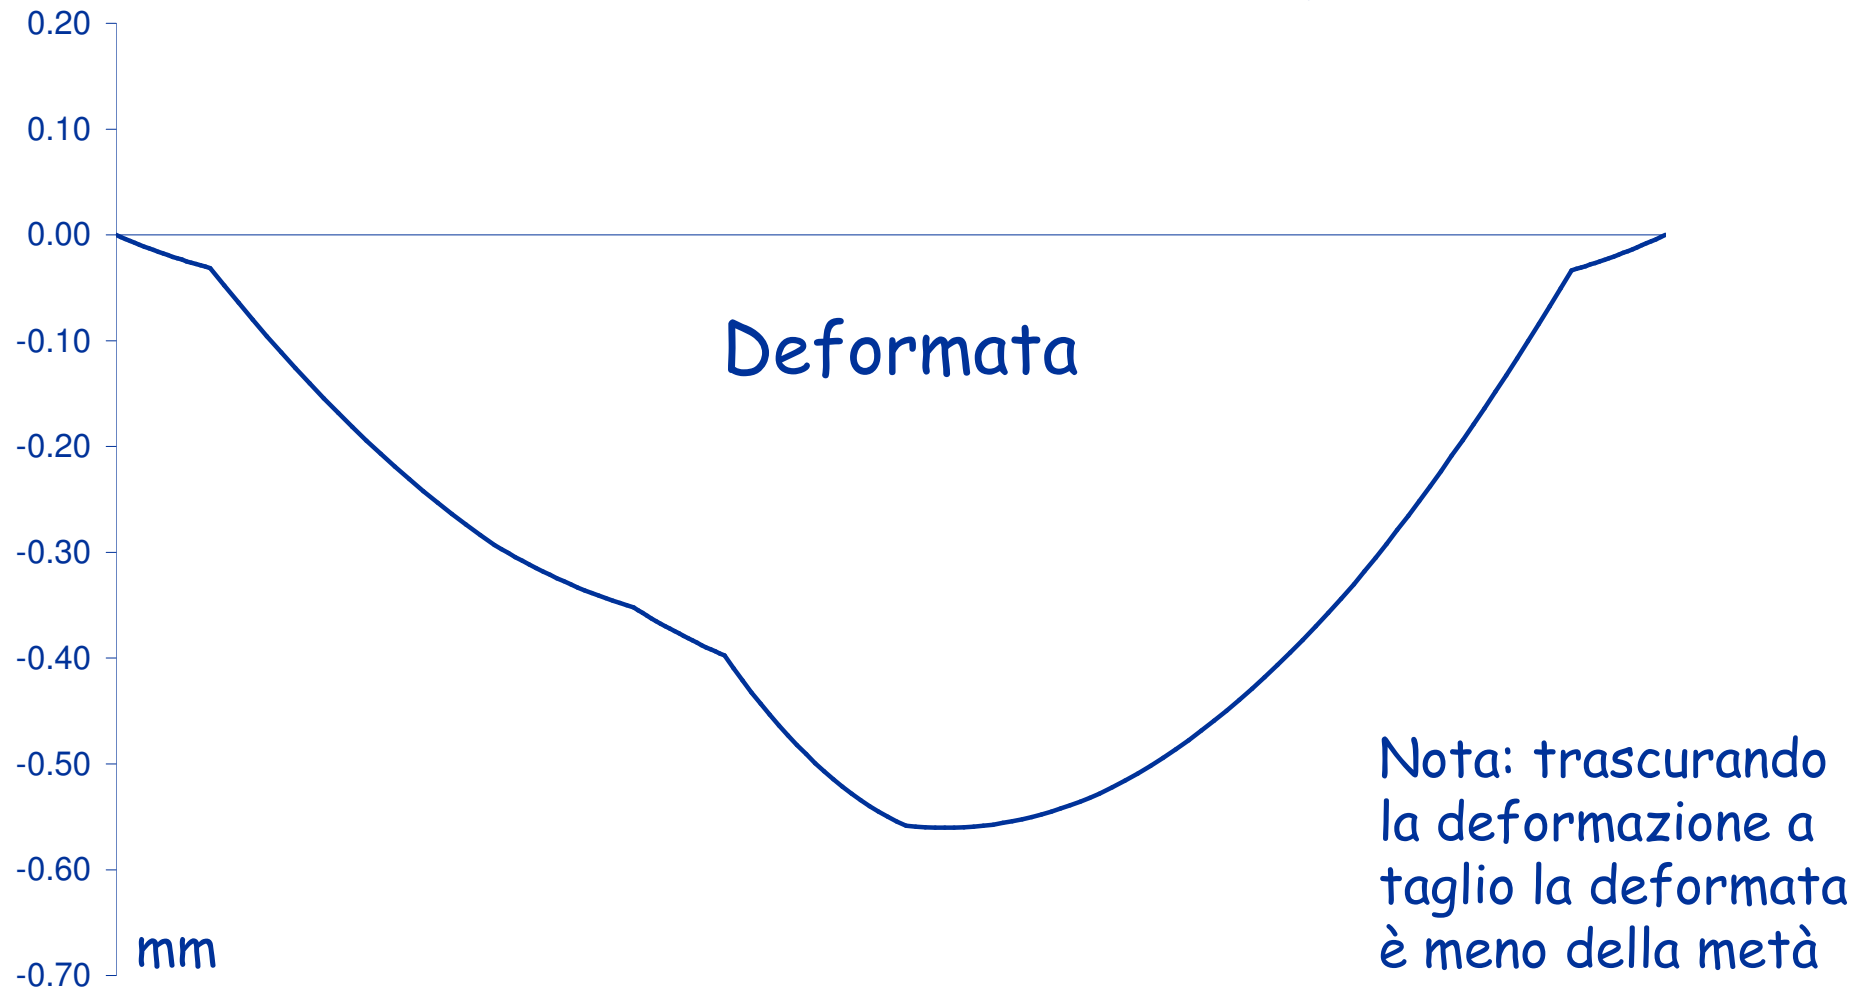 0.20
0.10
0.00
-0.10
Deformata
-0.20
-0.30
-0.40
-0.50
-0.60
-0.70
mm
Nota: trascurando
la deformazione a
taglio la deformata
è meno della metà